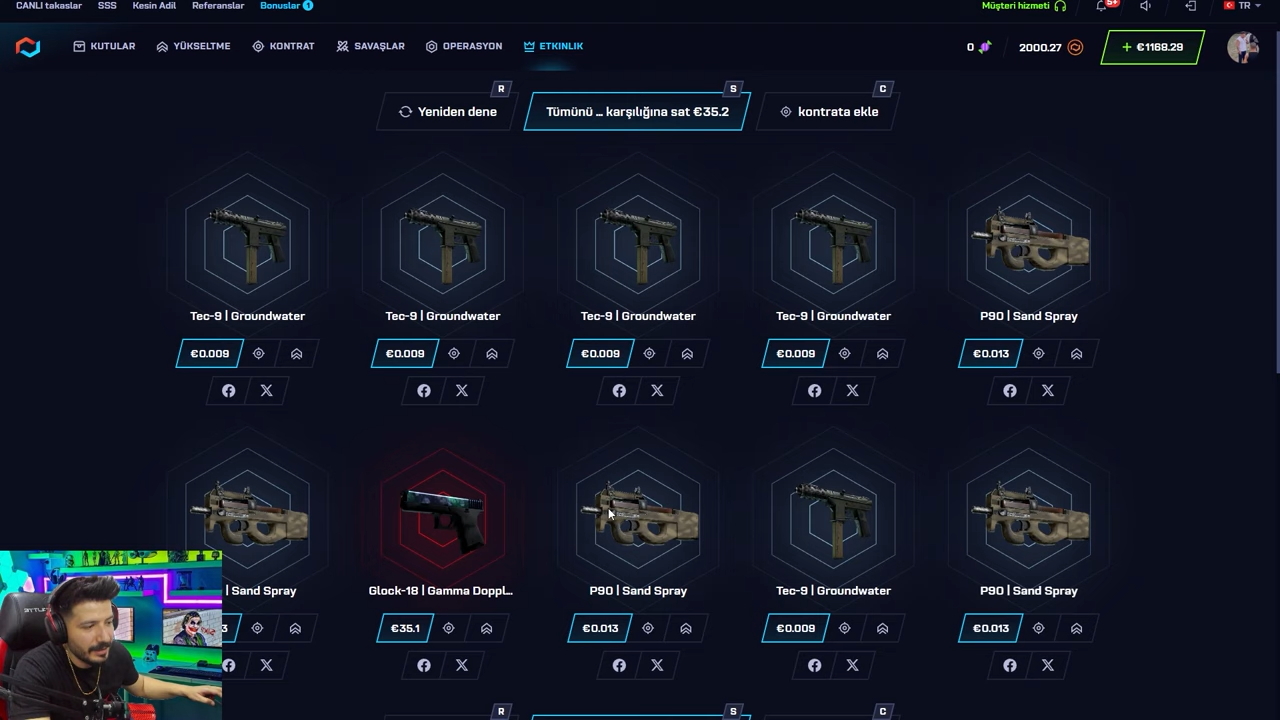 CANLI takaslar SSS Kesin Adil Referanslar Bonuslar 1 Müşteri hizmeti 5+ TR
KUTULAR YÜKSELTME KONTRAT SAVAŞLAR OPERASYON ETKINLIK 0 2000.27 + €1168.29
R S C
Yeniden dene Tümünü ... karşılığına sat €35.2 kontrata ekle
Tec-9 | Groundwater Tec-9 | Groundwater Tec-9 | Groundwater Tec-9 | Groundwater P90 | Sand Spray
€0.009 €0.009 €0.009 €0.009 €0.013
| Sand Spray Glock-18 | Gamma Doppl... P90 | Sand Spray Tec-9 | Groundwater P90 | Sand Spray
3 €35.1 €0.013 €0.009 €0.013
R S C